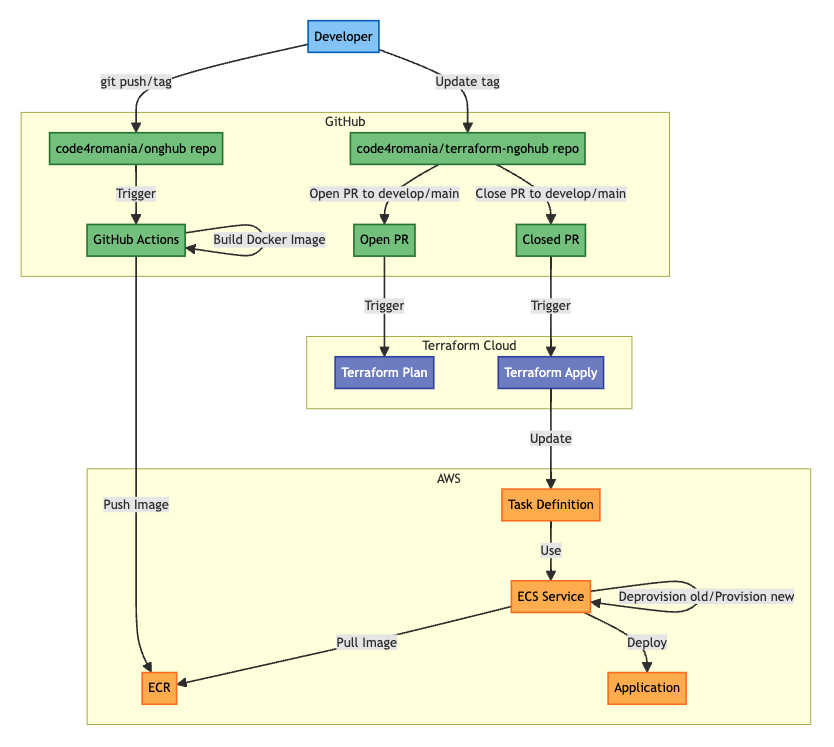 Developer
git push/tag
Update tag
GitHub
code4romania/onghub repo
code4romania/terraform-ngohub repo
Trigger
Open PR to develop/main
Close PR to develop/main
GitHub Actions
Build Docker Image
Open PR
Closed PR
Trigger
Trigger
Terraform Cloud
Terraform Plan
Terraform Apply
Update
AWS
Push Image
Task Definition
Use
ECS Service
Deprovision old/Provision new
Pull Image
Deploy
ECR
Application